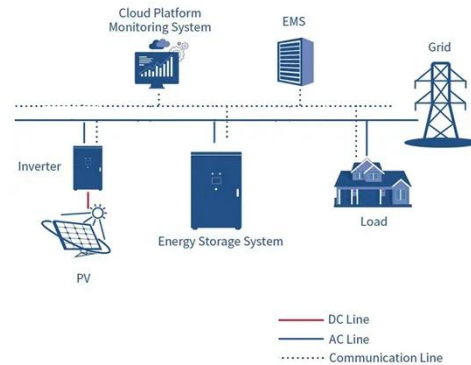 Cloud Platform
Monitoring System
EMS
Grid
Inverter
Energy Storage System
Load
PV
DC Line
AC Line
Communication Line